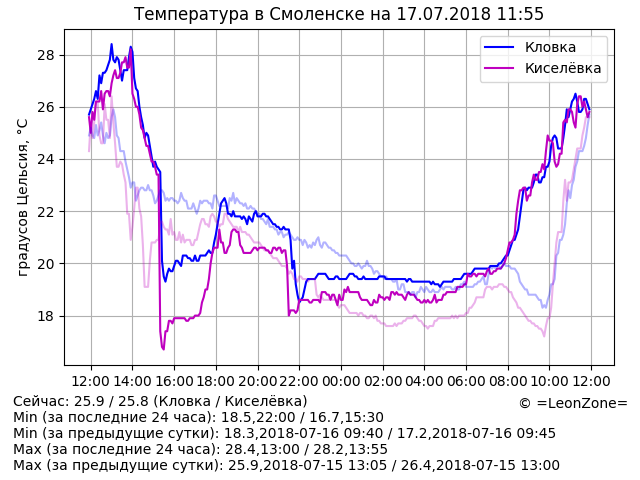 Температура в Смоленске на 17.07.2018 11:55
Кловка
Киселёвка
градусов Цельсия, °C
28
26
24
22
20
18
12:00 14:00 16:00 18:00 20:00 22:00 00:00 02:00 04:00 06:00 08:00 10:00 12:00
Сейчас: 25.9 / 25.8 (Кловка / Киселёвка)
© =LeonZone=
Min (за последние 24 часа): 18.5,22:00 / 16.7,15:30
Min (за предыдущие сутки): 18.3,2018-07-16 09:40 / 17.2,2018-07-16 09:45
Max (за последние 24 часа): 28.4,13:00 / 28.2,13:55
Max (за предыдущие сутки): 25.9,2018-07-15 13:05 / 26.4,2018-07-15 13:00